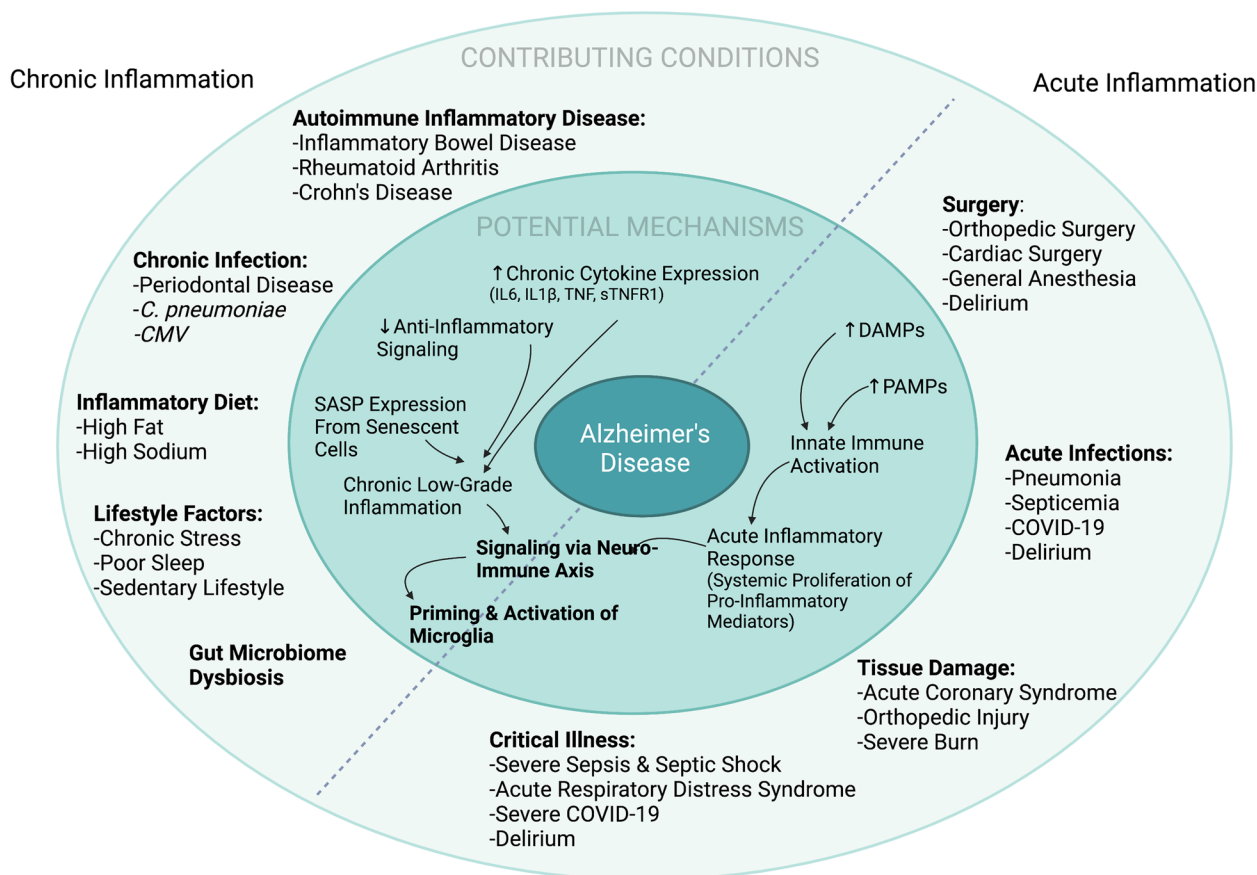 CONTRIBUTING CONDITIONS
Chronic Inflammation
Acute Inflammation
Autoimmune Inflammatory Disease:
-Inflammatory Bowel Disease
-Rheumatoid Arthritis
-Crohn's Disease
Chronic Infection:
-Periodontal Disease
-C. pneumoniae
-CMV
Inflammatory Diet:
-High Fat
-High Sodium
Lifestyle Factors:
-Chronic Stress
-Poor Sleep
-Sedentary Lifestyle
Gut Microbiome
Dysbiosis
POTENTIAL MECHANISMS
↑Chronic Cytokine Expression
(IL6, IL1β, TNF, sTNFR1)
↓Anti-Inflammatory
Signaling
SASP Expression
From Senescent
Cells
Chronic Low-Grade
Inflammation
Signaling via Neuro-
Immune Axis
Priming & Activation of
Microglia
Alzheimer's
Disease
↑DAMPs
↑PAMPs
Innate Immune
Activation
Acute Inflammatory
Response
(Systemic Proliferation of
Pro-Inflammatory
Mediators)
Surgery:
-Orthopedic Surgery
-Cardiac Surgery
-General Anesthesia
-Delirium
Acute Infections:
-Pneumonia
-Septicemia
-COVID-19
-Delirium
Tissue Damage:
-Acute Coronary Syndrome
-Orthopedic Injury
-Severe Burn
Critical Illness:
-Severe Sepsis & Septic Shock
-Acute Respiratory Distress Syndrome
-Severe COVID-19
-Delirium